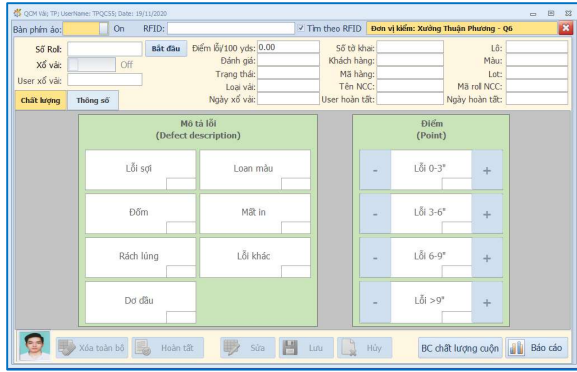 QCM Vải; TP; UserName: TPQC55; Date: 19/11/2020
Bàn phím ảo: On RFID: Tìm theo RFID Đơn vị kiểm: Xưởng Thuận Phương - Q6
Số Rol: Bắt đầu Điểm lỗi/100 yds: 0.00 Số tờ khai: Lô:
Xổ vải: Off Đánh giá: Khách hàng: Màu:
Trạng thái: Mã hàng: Lot:
User xổ vải: Loại vải: Tên NCC: Mã rol NCC:
Chất lượng Thông số Ngày xổ vải: User hoàn tất: Ngày hoàn tất:
Mô tả lỗi
(Defect description)
Điểm
(Point)
Lỗi sợi Loan màu - Lỗi 0-3" +
Đốm Mất in - Lỗi 3-6" +
Rách lủng Lỗi khác - Lỗi 6-9" +
Dơ dầu - Lỗi >9" +
Xóa toàn bộ Hoàn tất Sửa Lưu Hủy BC chất lượng cuộn Báo cáo